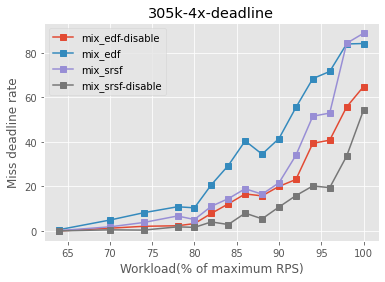 305k-4x-deadline
mix_edf-disable
mix_edf
mix_srsf
mix_srsf-disable
Miss deadline rate
80
60
40
20
0
65 70 75 80 85 90 95 100
Workload(% of maximum RPS)